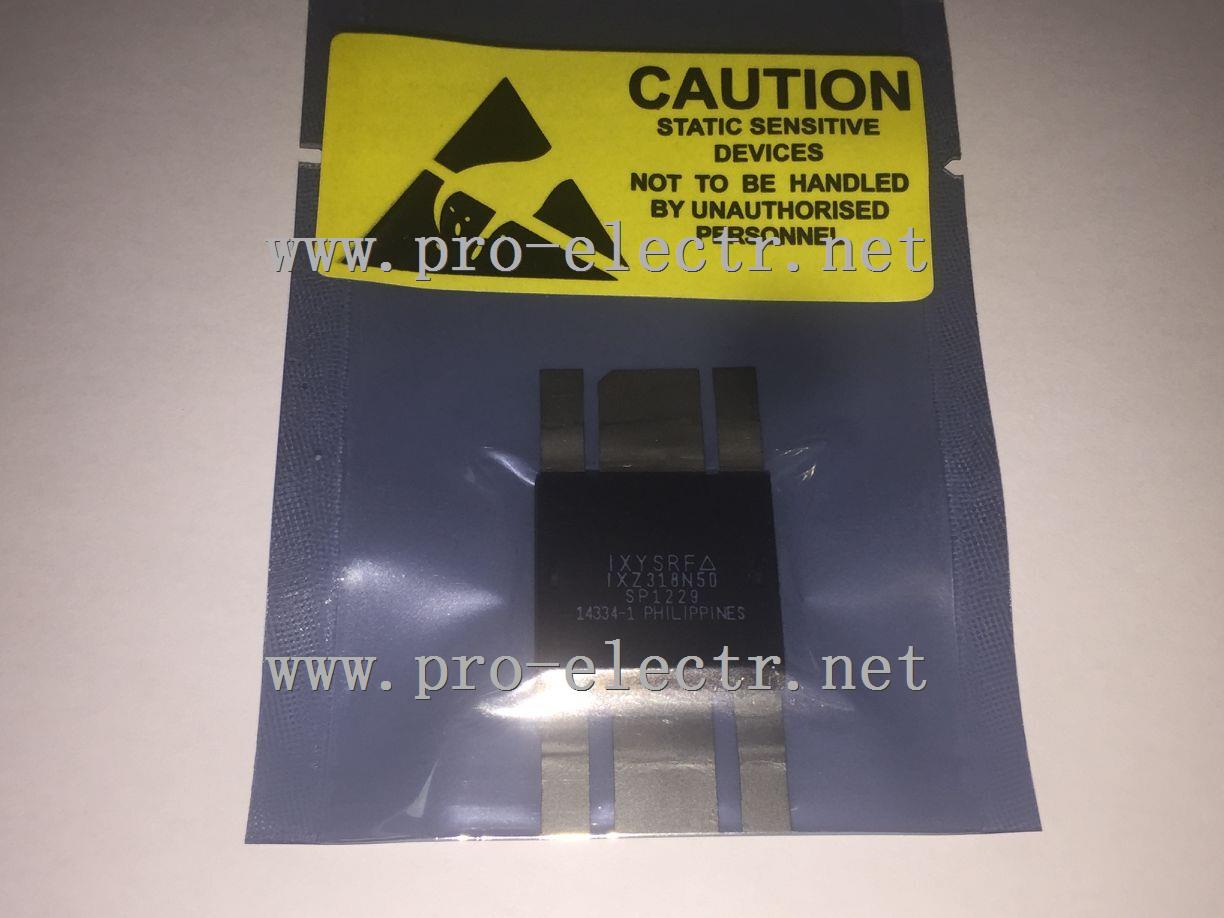 CAUTION
STATIC SENSITIVE
DEVICES
NOT TO BE HANDLED
BY UNAUTHORISED
PERSONNEL
www.pro-electr.net
IXYSRF△
IXZ318N50
SP1229
14334-1 PHILIPPINES
www.pro-electr.net